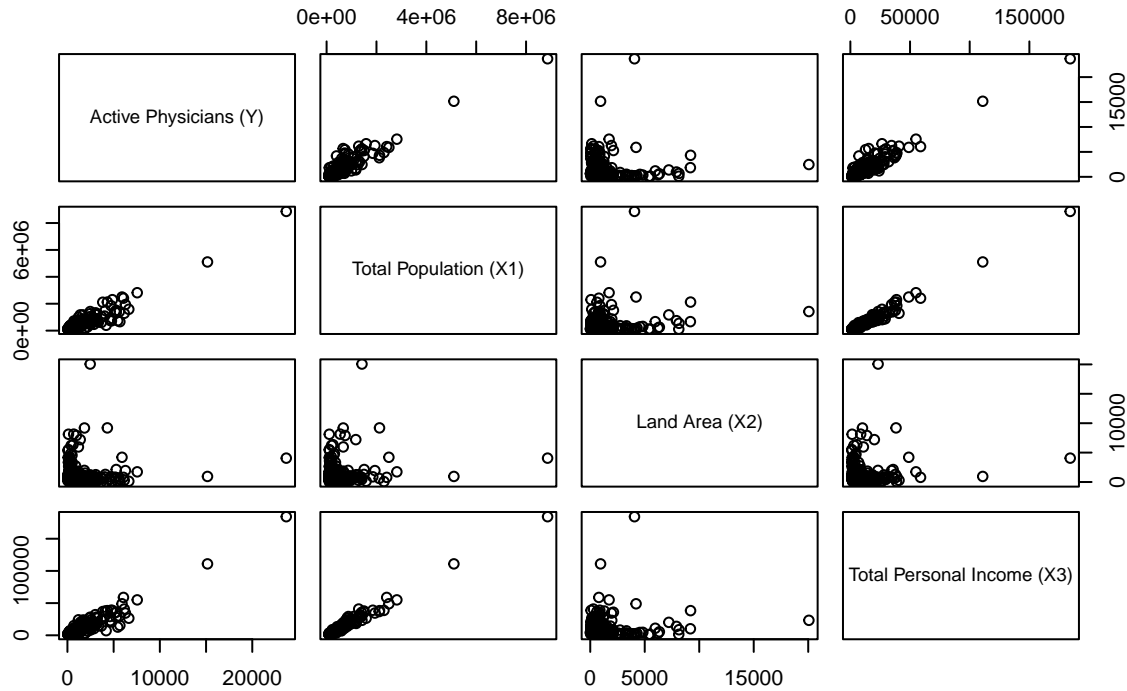 0e+00 4e+06 8e+06 0 50000 150000
Active Physicians (Y)
0 15000
0e+00 6e+06
Total Population (X1)
Land Area (X2)
0 10000
0 100000
Total Personal Income (X3)
0 10000 20000 0 5000 15000